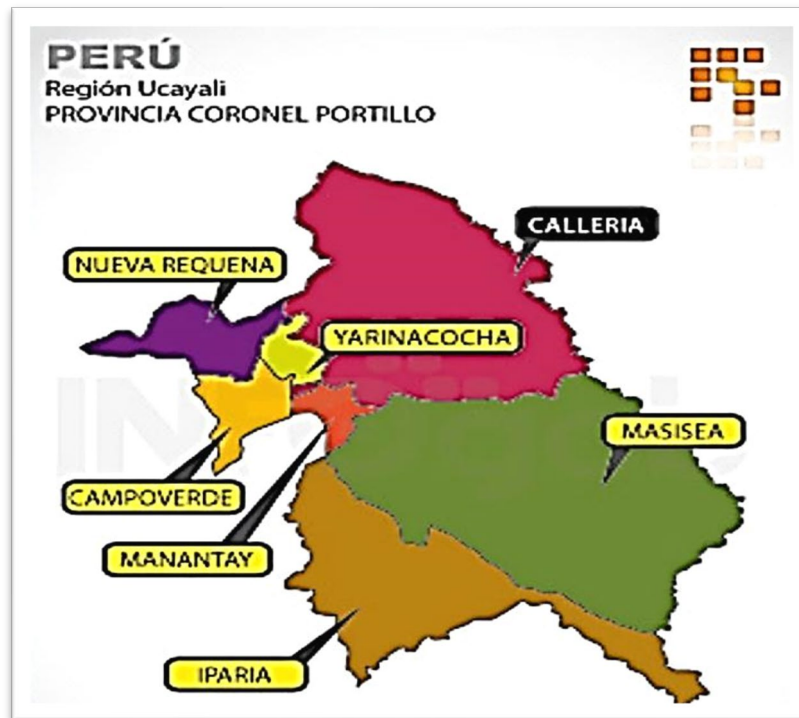 PERÚ
Región Ucayali
PROVINCIA CORONEL PORTILLO
CALLERIA
NUEVA REQUENA
YARINACOCHA
MASISEA
CAMPOVERDE
MANANTAY
IPARIA